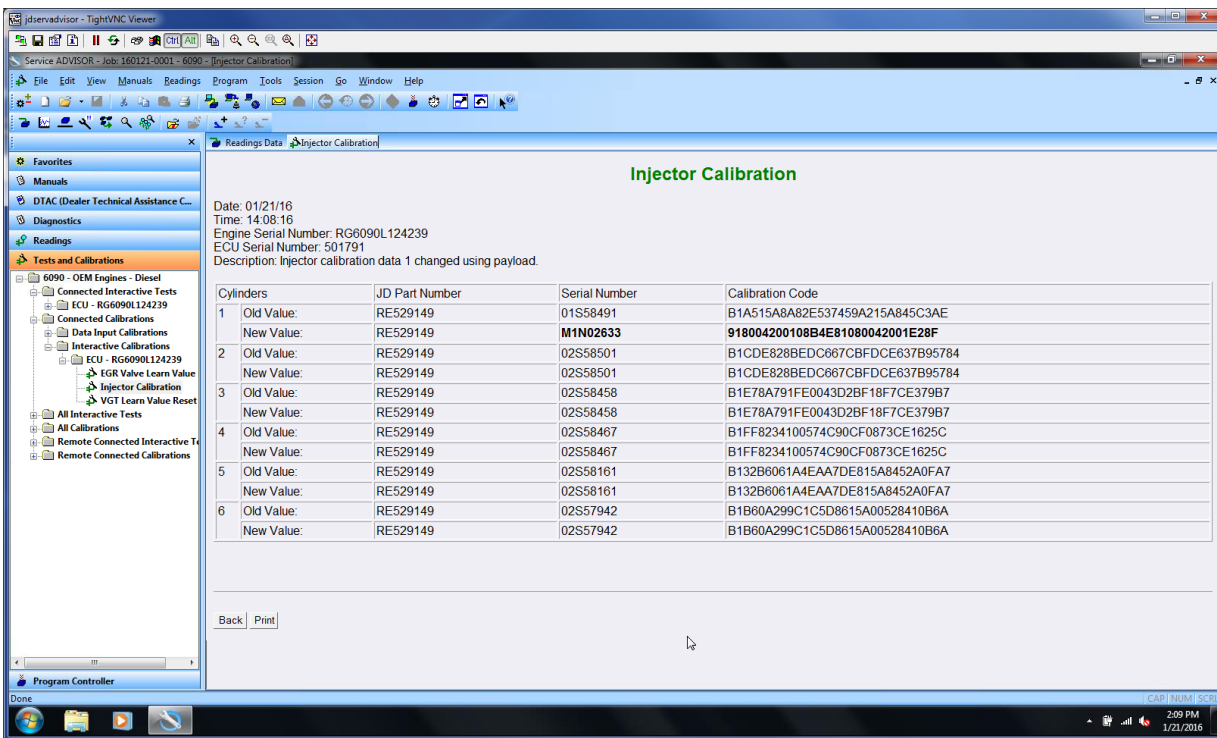 jdservadvisor - TightVNC Viewer
Ctrl Alt
Service ADVISOR - Job: 160121-0001 - 6090 - [Injector Calibration]
File Edit View Manuals Readings Program Tools Session Go Window Help
Readings Data Injector Calibration
Favorites
Manuals
DTAC (Dealer Technical Assistance C...
Diagnostics
Readings
Tests and Calibrations
6090 - OEM Engines - Diesel
Connected Interactive Tests
ECU - RG6090L124239
Connected Calibrations
Data Input Calibrations
Interactive Calibrations
ECU - RG6090L124239
EGR Valve Learn Value
Injector Calibration
VGT Learn Value Reset
All Interactive Tests
All Calibrations
Remote Connected Interactive Te
Remote Connected Calibrations
Program Controller
Injector Calibration
Date: 01/21/16
Time: 14:08:16
Engine Serial Number: RG6090L124239
ECU Serial Number: 501791
Description: Injector calibration data 1 changed using payload.
Cylinders JD Part Number Serial Number Calibration Code
1 Old Value: RE529149 01S58491 B1A515A8A82E537459A215A845C3AE
New Value: RE529149 M1N02633 918004200108B4E81080042001E28F
2 Old Value: RE529149 02S58501 B1CDE828BEDC667CBFDCE637B95784
New Value: RE529149 02S58501 B1CDE828BEDC667CBFDCE637B95784
3 Old Value: RE529149 02S58458 B1E78A791FE0043D2BF18F7CE379B7
New Value: RE529149 02S58458 B1E78A791FE0043D2BF18F7CE379B7
4 Old Value: RE529149 02S58467 B1FF8234100574C90CF0873CE1625C
New Value: RE529149 02S58467 B1FF8234100574C90CF0873CE1625C
5 Old Value: RE529149 02S58161 B132B6061A4EAA7DE815A8452A0FA7
New Value: RE529149 02S58161 B132B6061A4EAA7DE815A8452A0FA7
6 Old Value: RE529149 02S57942 B1B60A299C1C5D8615A00528410B6A
New Value: RE529149 02S57942 B1B60A299C1C5D8615A00528410B6A
Back Print
Done
CAP NUM SCRL
2:09 PM
1/21/2016